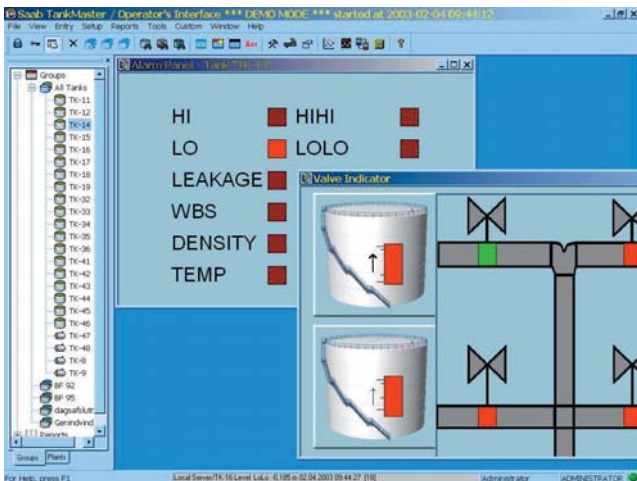 Saab TankMaster / Operator's Interface *** DEMO MODE *** started at 2003-02-04 09:44:12
File View Entry Setup Reports Tools Custom Window Help
Groups
All Tanks
TK-11
TK-12
TK-14
TK-15
TK-16
TK-17
TK-18
TK-19
TK-32
TK-33
TK-34
TK-35
TK-36
TK-41
TK-42
TK-43
TK-44
TK-45
TK-46
TK-47
TK-48
TK-8
TK-9
BF 92
BF 95
dagsafslutn
Genindvind
Reports
Groups Plants
Alarm Panel - Tank
HI HIHI
LO LOLO
LEAKAGE
WBS
DENSITY
TEMP
Valve Indicator
For Help, press F1
Local Server/TK-16 Level LoLo -0.185 m 02.04.2003 09:44:27 [18]
Administrator
ADMINISTRATOR